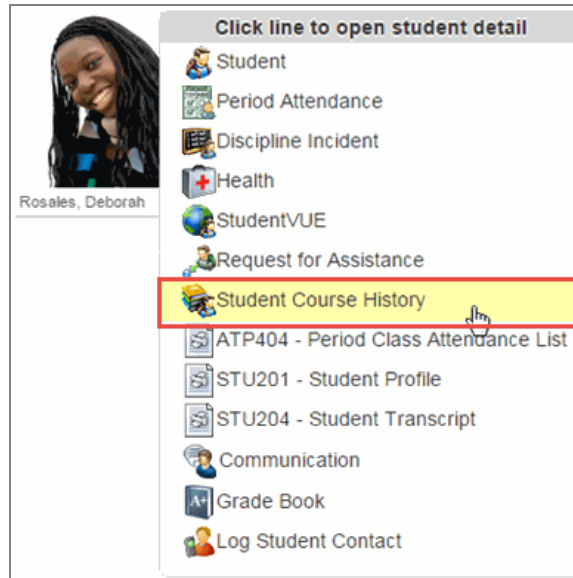 Click line to open student detail
Student
Period Attendance
Discipline Incident
Health
Rosales, Deborah
StudentVUE
Request for Assistance
Student Course History
ATP404 - Period Class Attendance List
STU201 - Student Profile
STU204 - Student Transcript
Communication
A+
Grade Book
Log Student Contact